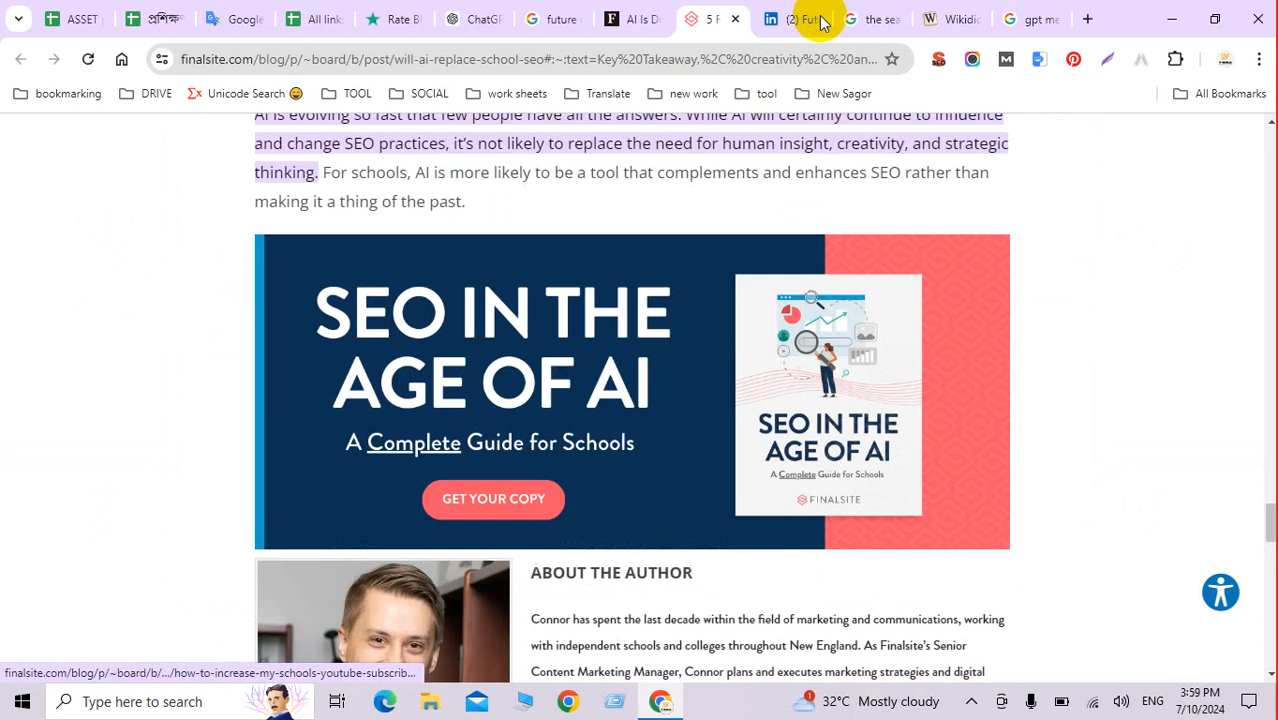 ASSET
প্রশিক্ষ
Google
All links
Rate Bl
ChatGP
future
AI Is D
5 F
(2) Futu
the sea
Wikidic
gpt me
finalsite.com/blog/p/~board/b/post/will-ai-replace-school-seo#:~:text=Key%20Takeaway,%2C%20creativity%2C%20an...
bookmarking
DRIVE
Unicode Search
TOOL
SOCIAL
work sheets
Translate
new work
tool
New Sagor
All Bookmarks
AI is evolving so fast that few people have all the answers. While AI will certainly continue to influence
and change SEO practices, it's not likely to replace the need for human insight, creativity, and strategic
thinking. For schools, AI is more likely to be a tool that complements and enhances SEO rather than
making it a thing of the past.
SEO IN THE
AGE OF AI
A Complete Guide for Schools
GET YOUR COPY
SEO IN THE
AGE OF AI
A Complete Guide for Schools
FINALSITE
ABOUT THE AUTHOR
Connor has spent the last decade within the field of marketing and communications, working
with independent schools and colleges throughout New England. As Finalsite's Senior
Content Marketing Manager, Connor plans and executes marketing strategies and digital
finalsite.com/blog/p/~board/b/.../how-to-increase-my-schools-youtube-subscrib...
Type here to search
1
32°C Mostly cloudy
ENG
3:59 PM
7/10/2024